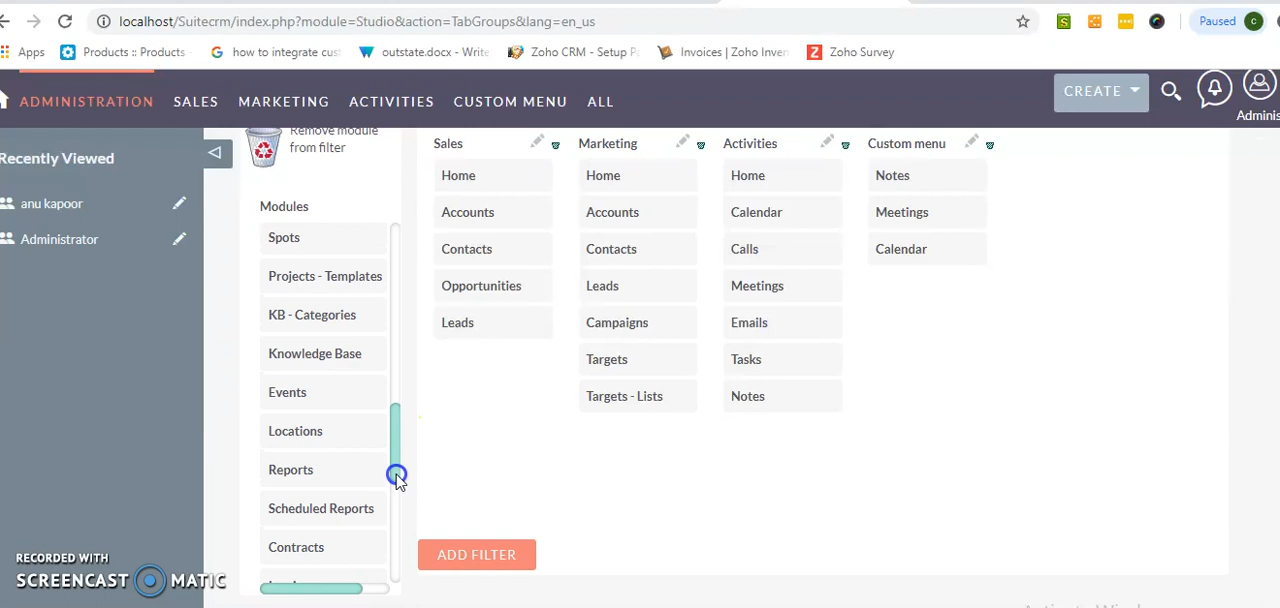 localhost/Suitecrm/index.php?module=Studio&action=TabGroups&lang=en_us
Paused
c
Apps
Products :: Products
how to integrate cus
outstate.docx - Write
Zoho CRM - Setup Pa
Invoices | Zoho Inven
Zoho Survey
ADMINISTRATION
SALES
MARKETING
ACTIVITIES
CUSTOM MENU
ALL
CREATE
Adminis
Recently Viewed
anu kapoor
Administrator
Remove module
from filter
Modules
Spots
Projects - Templates
KB - Categories
Knowledge Base
Events
Locations
Reports
Scheduled Reports
Contracts
Sales
Home
Accounts
Contacts
Opportunities
Leads
Marketing
Home
Accounts
Contacts
Leads
Campaigns
Targets
Targets - Lists
Activities
Home
Calendar
Calls
Meetings
Emails
Tasks
Notes
Custom menu
Notes
Meetings
Calendar
ADD FILTER
RECORDED WITH
SCREENCAST MATIC